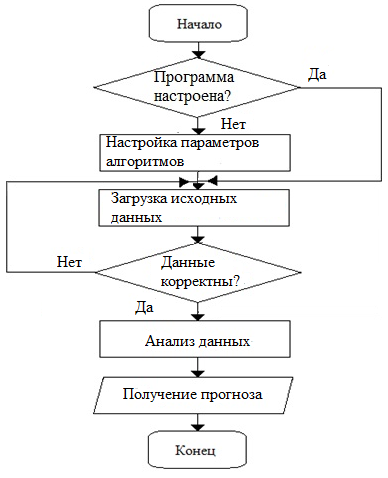 Начало
Программа
настроена?
Да
Нет
Настройка параметров
алгоритмов
Загрузка исходных
данных
Нет
Данные
корректны?
Да
Анализ данных
Получение прогноза
Конец